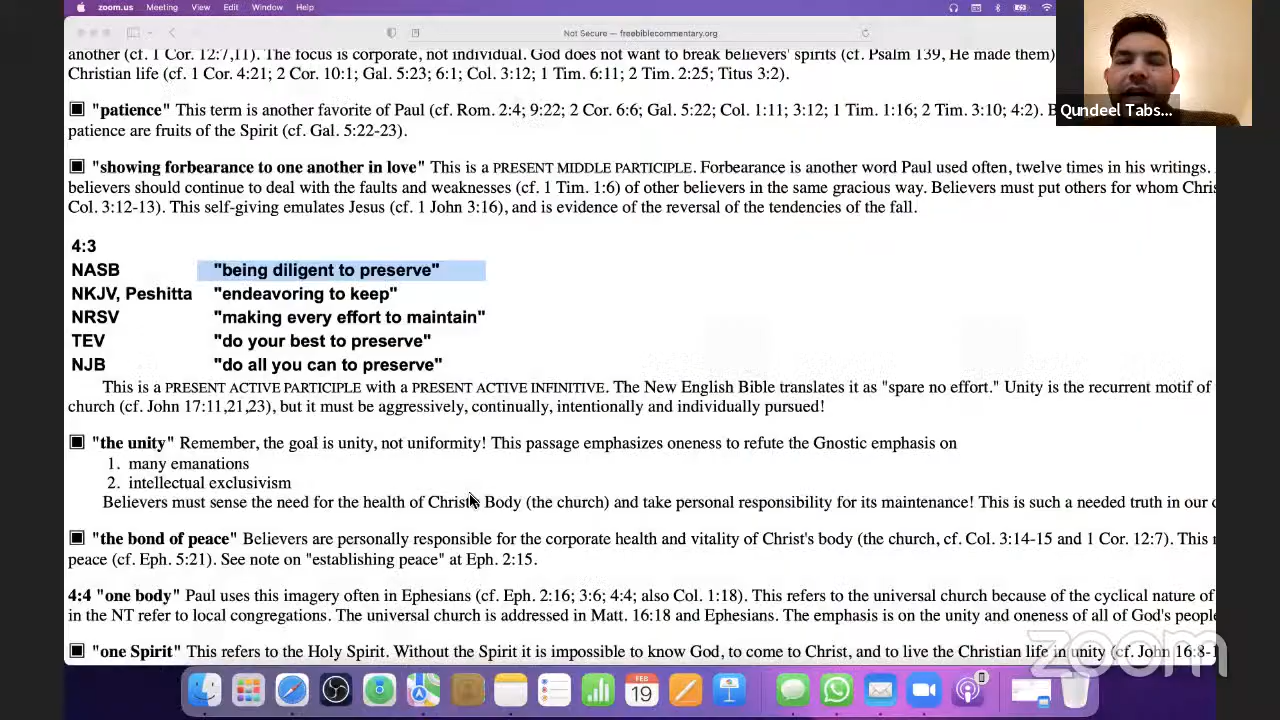 zoom.us Meeting View Edit Window Help
Not Secure — freebiblecommentary.org
another (cf. 1 Cor. 12:7,11). The focus is corporate, not individual. God does not want to break believers' spirits (cf. Psalm 139, He made them)
Christian life (cf. 1 Cor. 4:21; 2 Cor. 10:1; Gal. 5:23; 6:1; Col. 3:12; 1 Tim. 6:11; 2 Tim. 2:25; Titus 3:2).
Qundeel Tabs...
"patience" This term is another favorite of Paul (cf. Rom. 2:4; 9:22; 2 Cor. 6:6; Gal. 5:22; Col. 1:11; 3:12; 1 Tim. 1:16; 2 Tim. 3:10; 4:2).
patience are fruits of the Spirit (cf. Gal. 5:22-23).
"showing forbearance to one another in love" This is a PRESENT MIDDLE PARTICIPLE. Forbearance is another word Paul used often, twelve times in his writings.
believers should continue to deal with the faults and weaknesses (cf. 1 Tim. 1:6) of other believers in the same gracious way. Believers must put others for whom Chris
Col. 3:12-13). This self-giving emulates Jesus (cf. 1 John 3:16), and is evidence of the reversal of the tendencies of the fall.
4:3
NASB "being diligent to preserve"
NKJV, Peshitta "endeavoring to keep"
NRSV "making every effort to maintain"
TEV "do your best to preserve"
NJB "do all you can to preserve"
This is a PRESENT ACTIVE PARTICIPLE with a PRESENT ACTIVE INFINITIVE. The New English Bible translates it as "spare no effort." Unity is the recurrent motif of
church (cf. John 17:11,21,23), but it must be aggressively, continually, intentionally and individually pursued!
"the unity" Remember, the goal is unity, not uniformity! This passage emphasizes oneness to refute the Gnostic emphasis on
1. many emanations
2. intellectual exclusivism
Believers must sense the need for the health of Christ's Body (the church) and take personal responsibility for its maintenance! This is such a needed truth in our
"the bond of peace" Believers are personally responsible for the corporate health and vitality of Christ's body (the church, cf. Col. 3:14-15 and 1 Cor. 12:7). This
peace (cf. Eph. 5:21). See note on "establishing peace" at Eph. 2:15.
4:4 "one body" Paul uses this imagery often in Ephesians (cf. Eph. 2:16; 3:6; 4:4; also Col. 1:18). This refers to the universal church because of the cyclical nature of
in the NT refer to local congregations. The universal church is addressed in Matt. 16:18 and Ephesians. The emphasis is on the unity and oneness of all of God's people
"one Spirit" This refers to the Holy Spirit. Without the Spirit it is impossible to know God, to come to Christ, and to live the Christian life in unity (cf. John 16:8-1
zoom
FEB
19